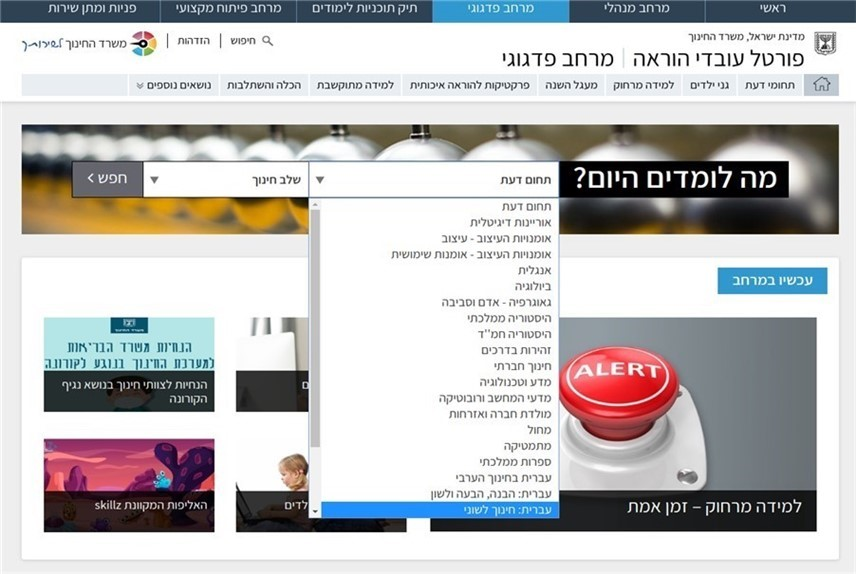 ראשי
מרחב מנהלי
מרחב פדגוגי
תיק תוכניות לימודים
מרחב פיתוח מקצועי
פניות ומתן שירות
מדינת ישראל, משרד החינוך
פורטל עובדי הוראה | מרחב פדגוגי
חיפוש
הזדהות
משרד החינוך לשירותך
תחומי דעת
גני ילדים
למידה מרחוק
מעגל השנה
פרקטיקות להוראה איכותית
למידה מתוקשבת
הכלה והשתלבות
נושאים נוספים
מה לומדים היום?
תחום דעת
שלב חינוך
חפש >
תחום דעת
אוריינות דיגיטלית
אומנויות העיצוב - עיצוב
אומנויות העיצוב - אומנות שימושית
אנגלית
ביולוגיה
גאוגרפיה - אדם וסביבה
היסטוריה ממלכתי
היסטוריה חמ''ד
זהירות בדרכים
חינוך חברתי
מדע וטכנולוגיה
מדעי המחשב ורובוטיקה
מולדת חברה ואזרחות
מחול
מתמטיקה
ספרות ממלכתי
עברית בחינוך הערבי
עברית: הבנה, הבעה ולשון
עברית: חינוך לשוני
עכשיו במרחב
ALERT
למידה מרחוק – זמן אמת
משרד החינוך
הנחיות משרד הבריאות
למערכת החינוך בנוגע לקורונה
הנחיות לצוותי חינוך בנושא נגיף
הקורונה
האליפות המקוונת skillz